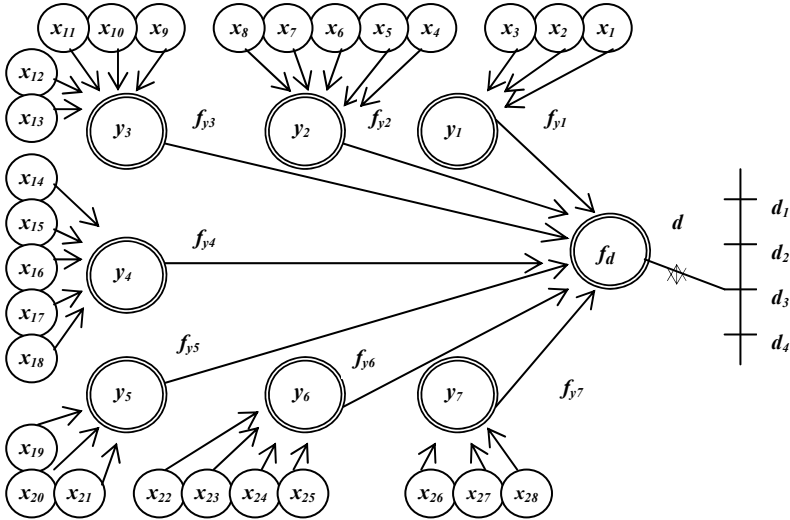 x11 x10 x9 x8 x7 x6 x5 x4 x3 x2 x1
x12
x13
y3 fy3 y2 fy2 y1 fy1
x14
x15
x16
x17
x18
y4 fy4
fd
d
d1
d2
d3
d4
fy5 fy6 fy7
y5 y6 y7
x19
x20 x21 x22 x23 x24 x25 x26 x27 x28